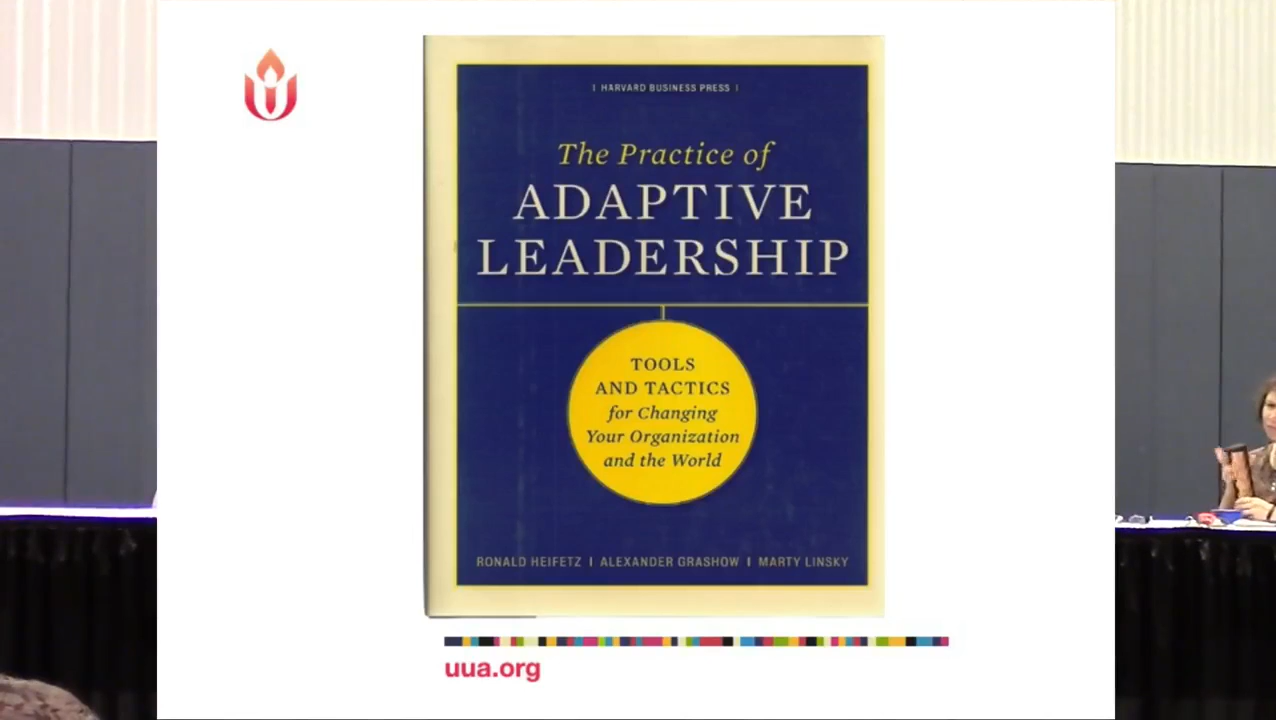 | HARVARD BUSINESS PRESS |
The Practice of
ADAPTIVE
LEADERSHIP
TOOLS
AND TACTICS
for Changing
Your Organization
and the World
RONALD HEIFETZ | ALEXANDER GRASHOW | MARTY LINSKY
uua.org